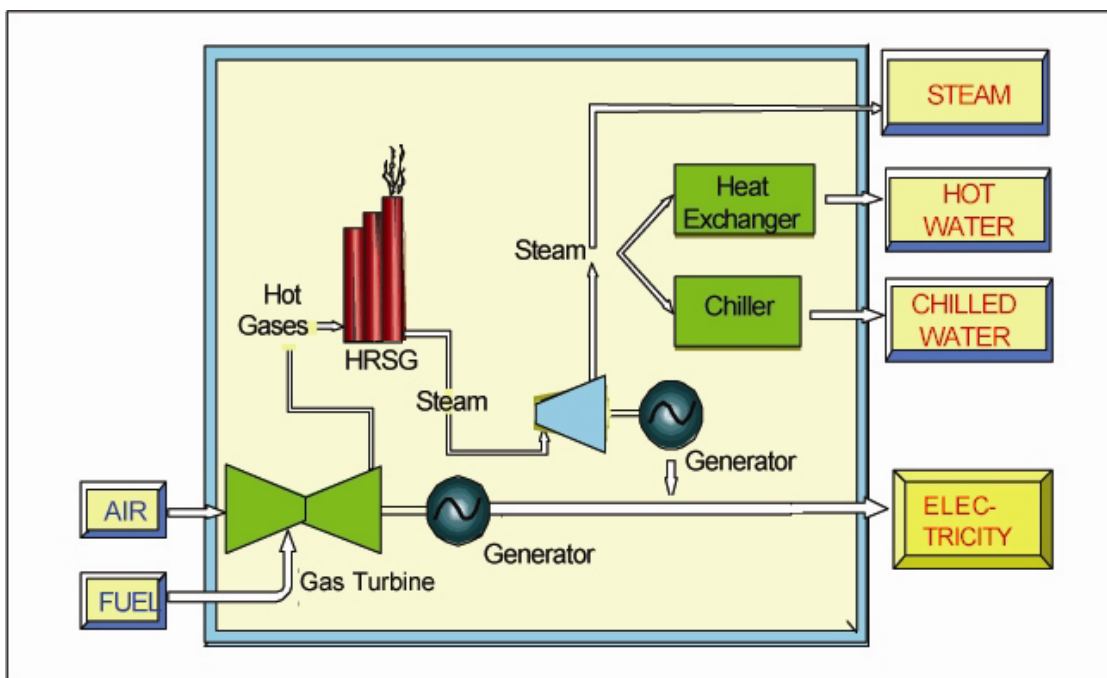 STEAM
Heat
Exchanger
HOT
WATER
Steam
Hot
Gases
Chiller
CHILLED
WATER
HRSG
Steam
Generator
AIR
ELEC-
TRICITY
Generator
Gas Turbine
FUEL